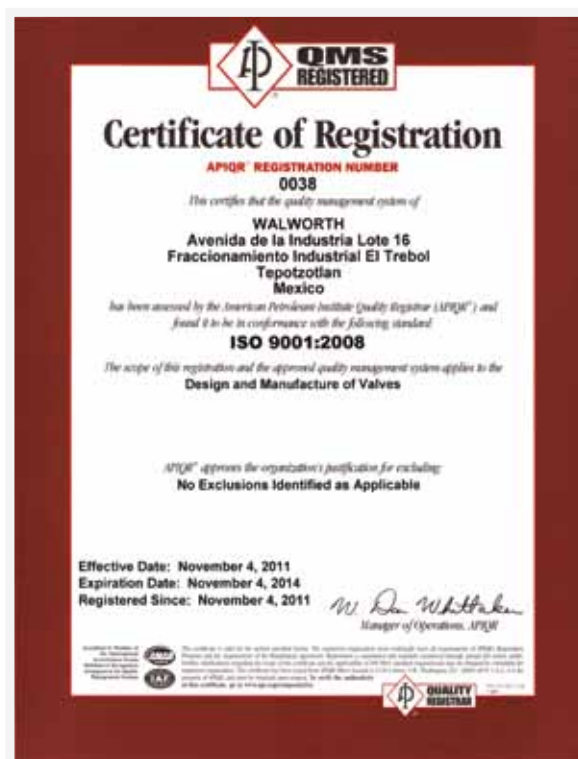 QMS
REGISTERED
Certificate of Registration
APIQR® REGISTRATION NUMBER
0038
This certifies that the quality management system of
WALWORTH
Avenida de la Industria Lote 16
Fraccionamiento Industrial El Trebol
Tepotzotlan
Mexico
has been assessed by the American Petroleum Institute Quality Registrar (APIQR®) and
found it to be in conformance with the following standard:
ISO 9001:2008
The scope of this registration and the approved quality management system applies to the
Design and Manufacture of Valves
APIQR® approves the organization's justification for excluding:
No Exclusions Identified as Applicable
Effective Date: November 4, 2011
Expiration Date: November 4, 2014
Registered Since: November 4, 2011
W. Don Whittaker
Manager of Operations, APIQR
QUALITY
REGISTRAR